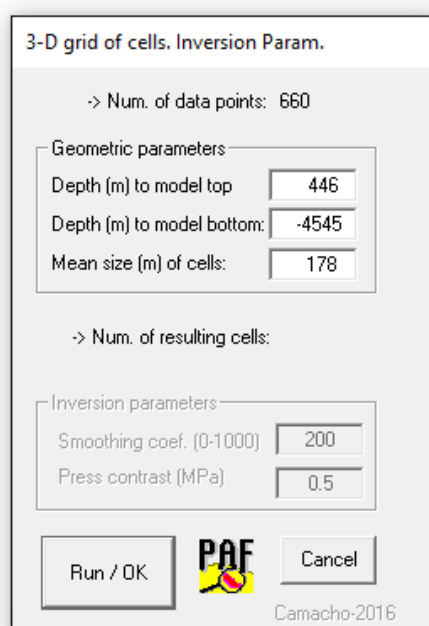 3-D grid of cells. Inversion Param.
-> Num. of data points: 660
Geometric parameters
Depth (m) to model top 446
Depth (m) to model bottom: -4545
Mean size (m) of cells: 178
-> Num. of resulting cells:
Inversion parameters
Smoothing coef. (0-1000) 200
Press contrast (MPa) 0.5
Run / OK PAF Cancel
Camacho-2016